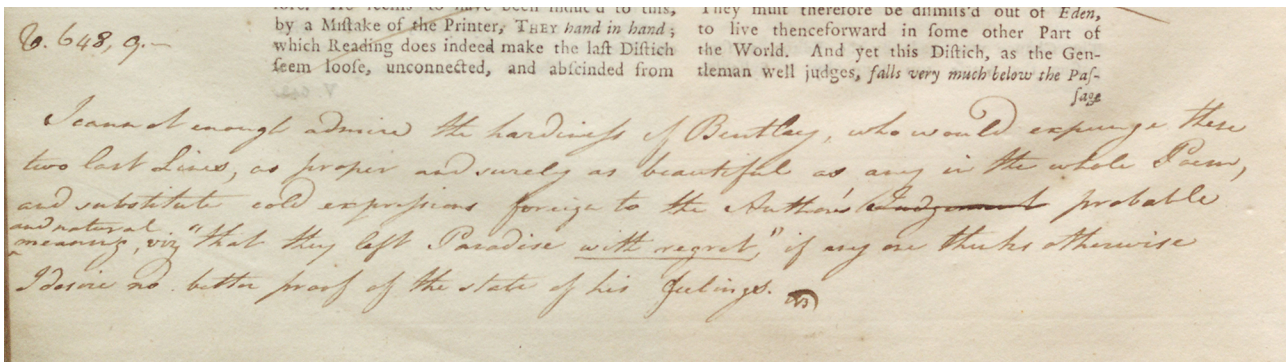 fore. He seems to have been induc'd to this,
by a Miſtake of the Printer, THEY hand in hand;
which Reading does indeed make the laſt Diſtich
ſeem looſe, unconnected, and abſcinded from
They muſt therefore be diſmiſs'd out of Eden,
to live thenceforward in ſome other Part of
the World. And yet this Diſtich, as the Gen-
tleman well judges, falls very much below the Paſ-
ſage
V. 648, 9.—
I cannot enough admire the hardiness of Bentley, who would expunge these
two last Lines, as proper and surely as beautiful as any in the whole Poem,
and substitute cold expressions foreign to the Author's Judgement probable
and natural
meaning, viz "that they left Paradise with regret," if any one thinks otherwise
I desire no better proof of the state of his feelings.